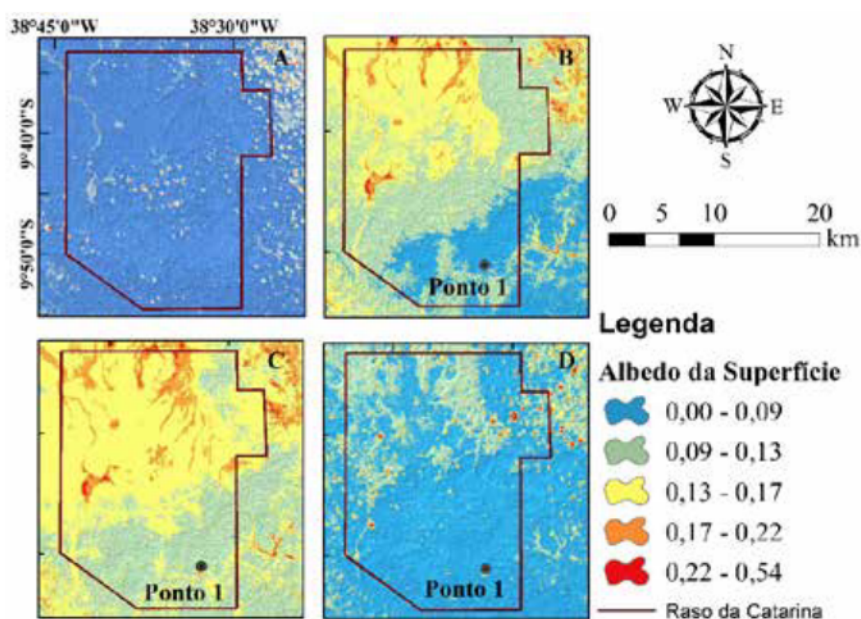 38°45'0"W 38°30'0"W
9°40'0"S
9°50'0"S
A
B
Ponto 1
C
Ponto 1
D
Ponto 1
N
W E
S
0 5 10 20
km
Legenda
Albedo da Superfície
0,00 - 0,09
0,09 - 0,13
0,13 - 0,17
0,17 - 0,22
0,22 - 0,54
Raso da Catarina